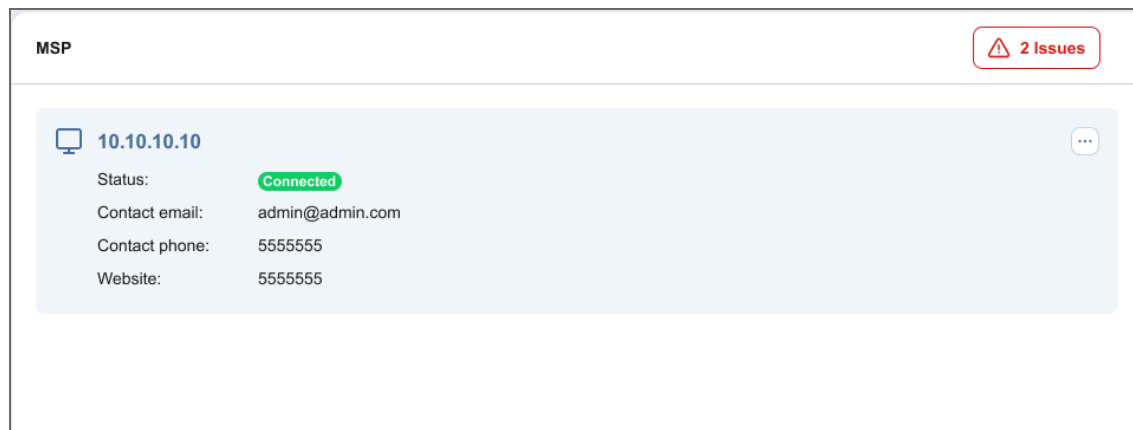 MSP
2 Issues
10.10.10.10
Status: Connected
Contact email: admin@admin.com
Contact phone: 5555555
Website: 5555555